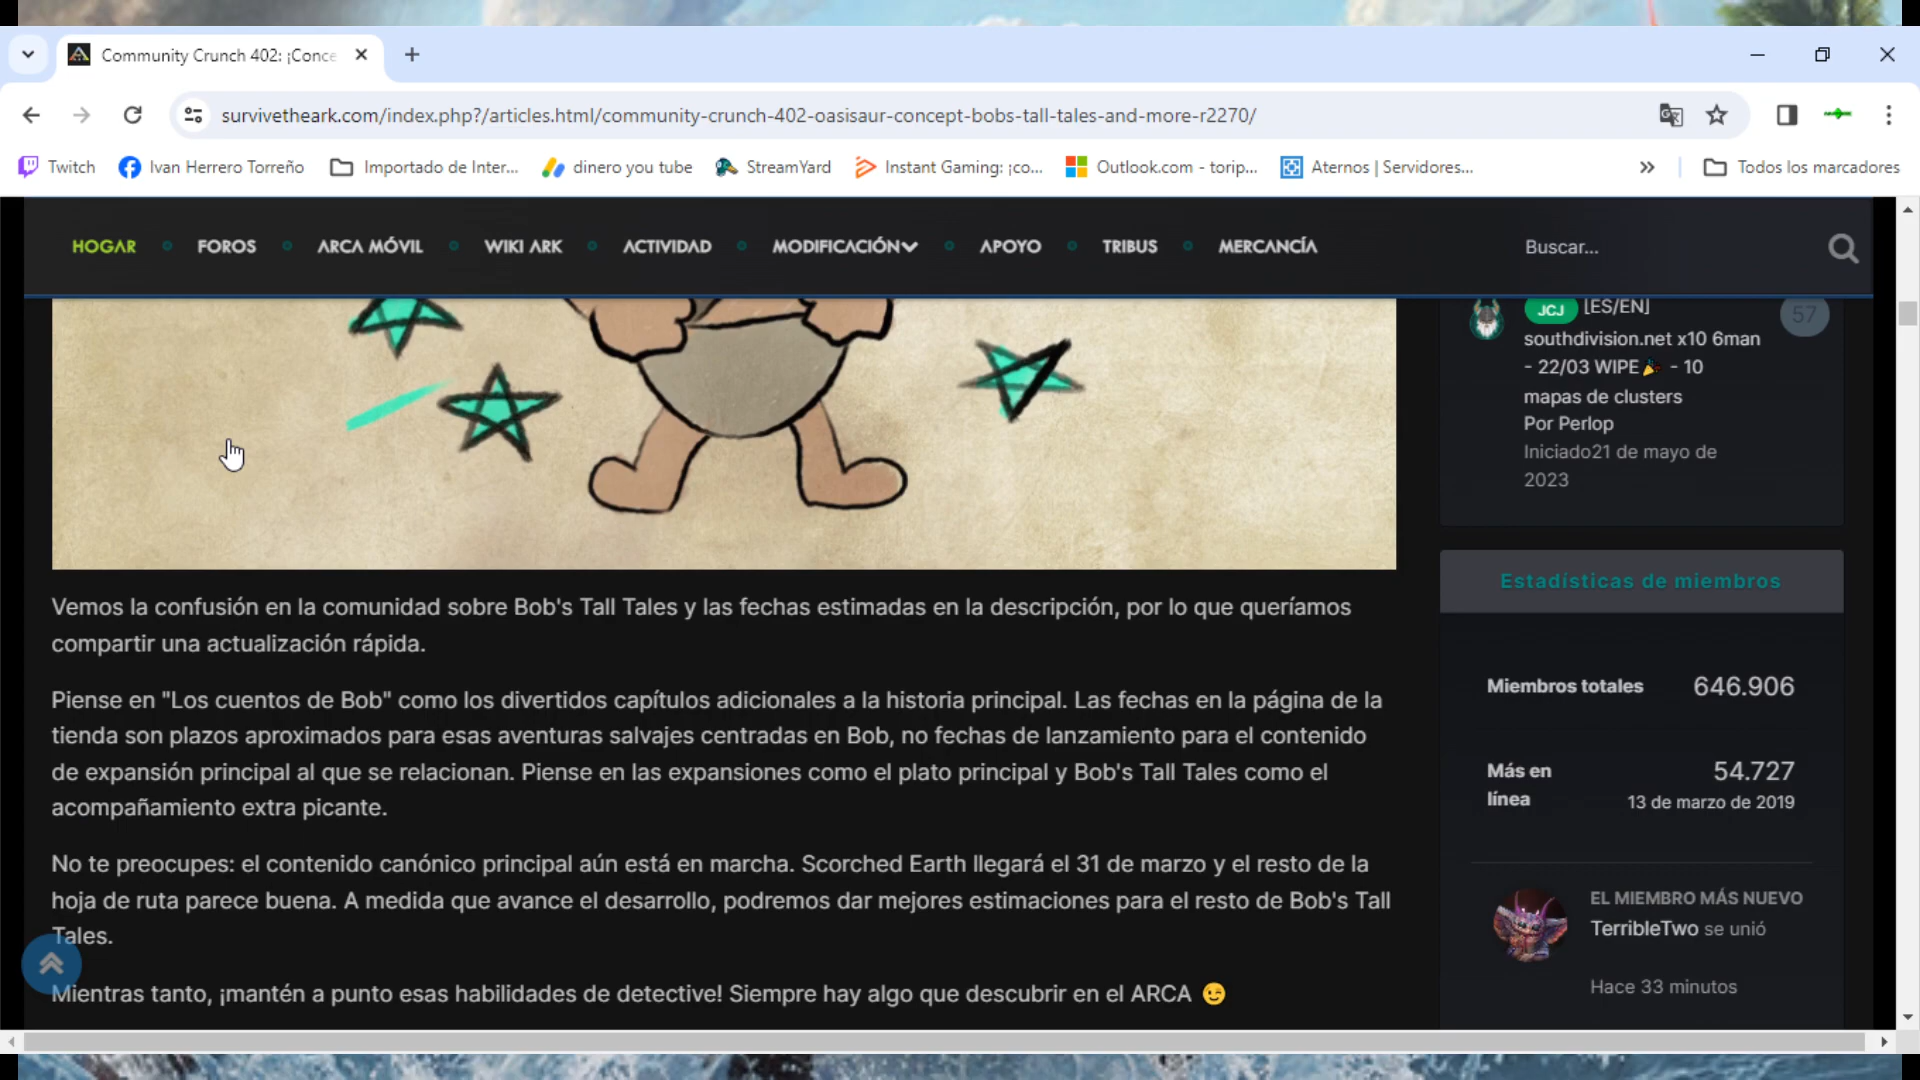 Community Crunch 402: ¡Conce
survivetheark.com/index.php?/articles.html/community-crunch-402-oasisaur-concept-bobs-tall-tales-and-more-r2270/
Twitch
Ivan Herrero Torreño
Importado de Inter...
dinero you tube
StreamYard
Instant Gaming: ¡co...
Outlook.com - torip...
Aternos | Servidores...
Todos los marcadores
HOGAR
FOROS
ARCA MÓVIL
WIKI ARK
ACTIVIDAD
MODIFICACIÓN
APOYO
TRIBUS
MERCANCÍA
Buscar...
JCJ [ES/EN]
57
southdivision.net x10 6man
- 22/03 WIPE🎉 - 10
mapas de clusters
Por Perlop
Iniciado21 de mayo de
2023
Vemos la confusión en la comunidad sobre Bob's Tall Tales y las fechas estimadas en la descripción, por lo que queríamos
compartir una actualización rápida.
Piense en "Los cuentos de Bob" como los divertidos capítulos adicionales a la historia principal. Las fechas en la página de la
tienda son plazos aproximados para esas aventuras salvajes centradas en Bob, no fechas de lanzamiento para el contenido
de expansión principal al que se relacionan. Piense en las expansiones como el plato principal y Bob's Tall Tales como el
acompañamiento extra picante.
No te preocupes: el contenido canónico principal aún está en marcha. Scorched Earth llegará el 31 de marzo y el resto de la
hoja de ruta parece buena. A medida que avance el desarrollo, podremos dar mejores estimaciones para el resto de Bob's Tall
Tales.
Mientras tanto, ¡mantén a punto esas habilidades de detective! Siempre hay algo que descubrir en el ARCA 😉
Estadísticas de miembros
Miembros totales
646.906
Más en
línea
54.727
13 de marzo de 2019
EL MIEMBRO MÁS NUEVO
TerribleTwo se unió
Hace 33 minutos